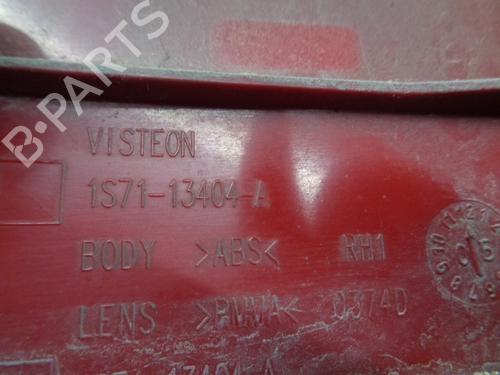 B-PARTS
VISTEON
1S71-13404-A
BODY >ABS< RH1
LENS >PMMA< 0374D